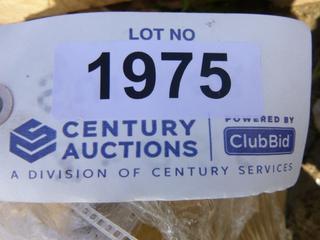 LOT NO
1975
CENTURY
AUCTIONS
POWERED BY
ClubBid
A DIVISION OF CENTURY SERVICES